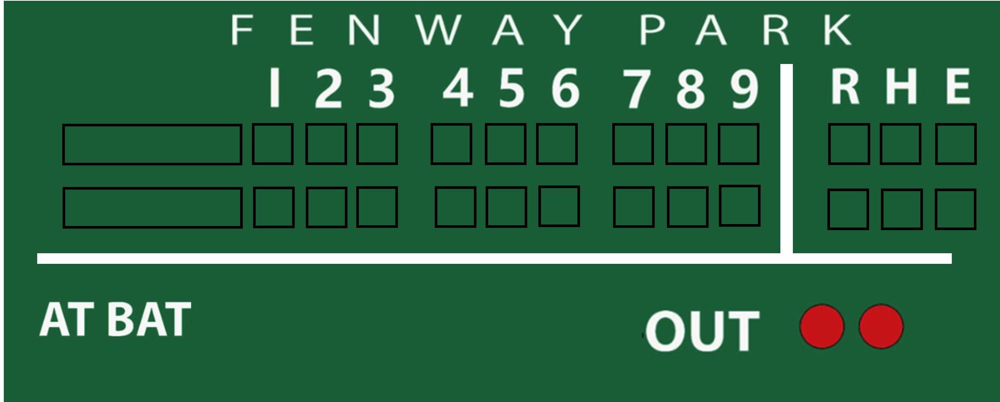 FENWAY PARK
1 2 3 4 5 6 7 8 9 R H E
AT BAT
OUT